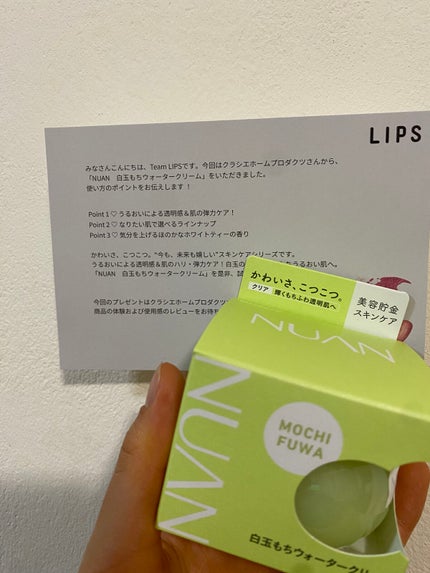 LIPS
みなさんこんにちは、Team LIPSです。今回はクラシエホームプロダクツさんから、
「NUAN 白玉もちウォータークリーム」をいただきました。
使い方のポイントをお伝えします！
Point 1♡ うるおいによる透明感＆肌の弾力ケア！
Point 2♡ なりたい肌で選べるラインナップ
Point 3♡ 気分を上げるほのかなホワイトティーの香り
かわいさ、こつこつ。“今も、未来も嬉しい”スキンケアシリーズです。
うるおいによる透明感＆肌のハリ・弾力ケア！白玉の
うるおい肌へ。
「NUAN 白玉もちウォータークリーム」を是非、
今回のプレゼントはクラシエホームプロダクツ
商品の体験および使用感のレビューをお待ち
かわいさ、こつこつ。
クリア 輝くもちふわ透明肌へ
美容貯金
スキンケア
NUAN
NUAN
MOCHI
FUWA
白玉もちウォータークリ